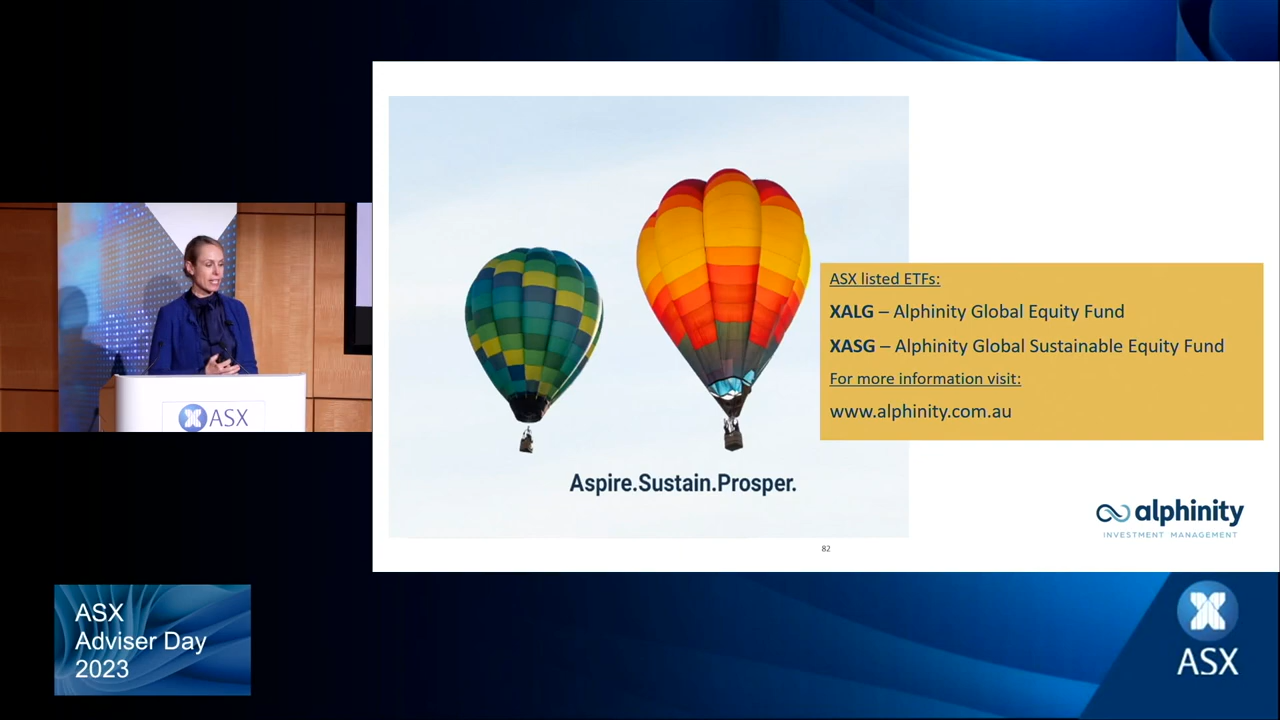 ASX listed ETFs:
XALG – Alphinity Global Equity Fund
XASG – Alphinity Global Sustainable Equity Fund
For more information visit:
www.alphinity.com.au
Aspire.Sustain.Prosper.
alphinity
INVESTMENT MANAGEMENT
82
ASX
ASX
Adviser Day
2023
ASX